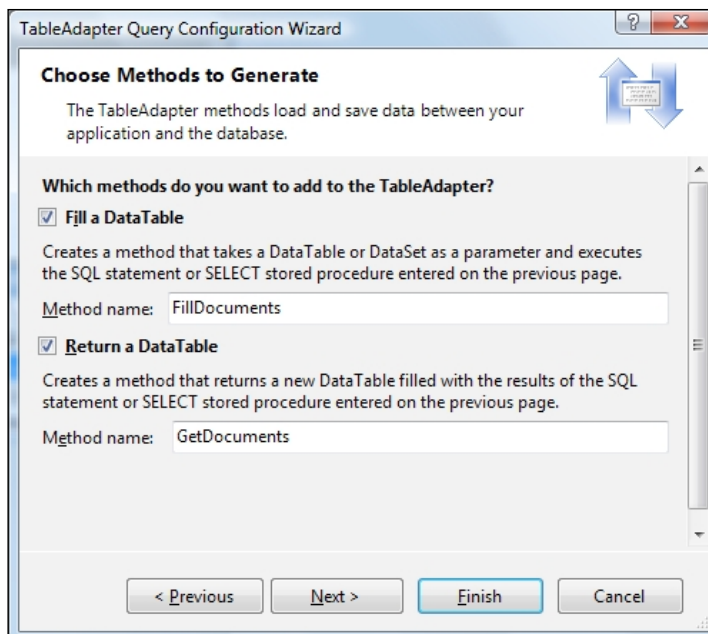 TableAdapter Query Configuration Wizard
Choose Methods to Generate
The TableAdapter methods load and save data between your
application and the database.
Which methods do you want to add to the TableAdapter?
Fill a DataTable
Creates a method that takes a DataTable or DataSet as a parameter and executes
the SQL statement or SELECT stored procedure entered on the previous page.
Method name: FillDocuments
Return a DataTable
Creates a method that returns a new DataTable filled with the results of the SQL
statement or SELECT stored procedure entered on the previous page.
Method name: GetDocuments
< Previous Next > Finish Cancel